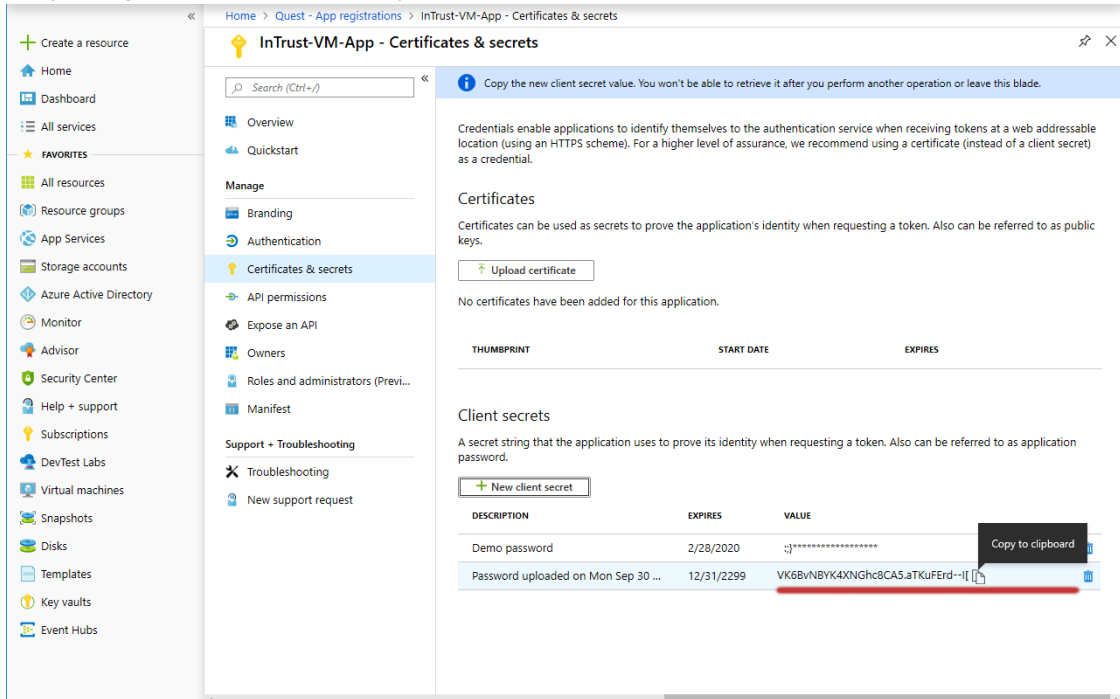 Home > Quest - App registrations > InTrust-VM-App - Certificates & secrets
InTrust-VM-App - Certificates & secrets
Create a resource
Home
Dashboard
All services
FAVORITES
All resources
Resource groups
App Services
Storage accounts
Azure Active Directory
Monitor
Advisor
Security Center
Help + support
Subscriptions
DevTest Labs
Virtual machines
Snapshots
Disks
Templates
Key vaults
Event Hubs
Search (Ctrl+/)
Overview
Quickstart
Manage
Branding
Authentication
Certificates & secrets
API permissions
Expose an API
Owners
Roles and administrators (Previ...
Manifest
Support + Troubleshooting
Troubleshooting
New support request
Copy the new client secret value. You won't be able to retrieve it after you perform another operation or leave this blade.
Credentials enable applications to identify themselves to the authentication service when receiving tokens at a web addressable
location (using an HTTPS scheme). For a higher level of assurance, we recommend using a certificate (instead of a client secret)
as a credential.
Certificates
Certificates can be used as secrets to prove the application's identity when requesting a token. Also can be referred to as public
keys.
Upload certificate
No certificates have been added for this application.
THUMBPRINT START DATE EXPIRES
Client secrets
A secret string that the application uses to prove its identity when requesting a token. Also can be referred to as application
password.
New client secret
DESCRIPTION EXPIRES VALUE
Copy to clipboard
Demo password 2/28/2020 :;}******************
Password uploaded on Mon Sep 30 ... 12/31/2299 VK6BvNBYK4XNGhc8CA5.aTKuFErd--I[